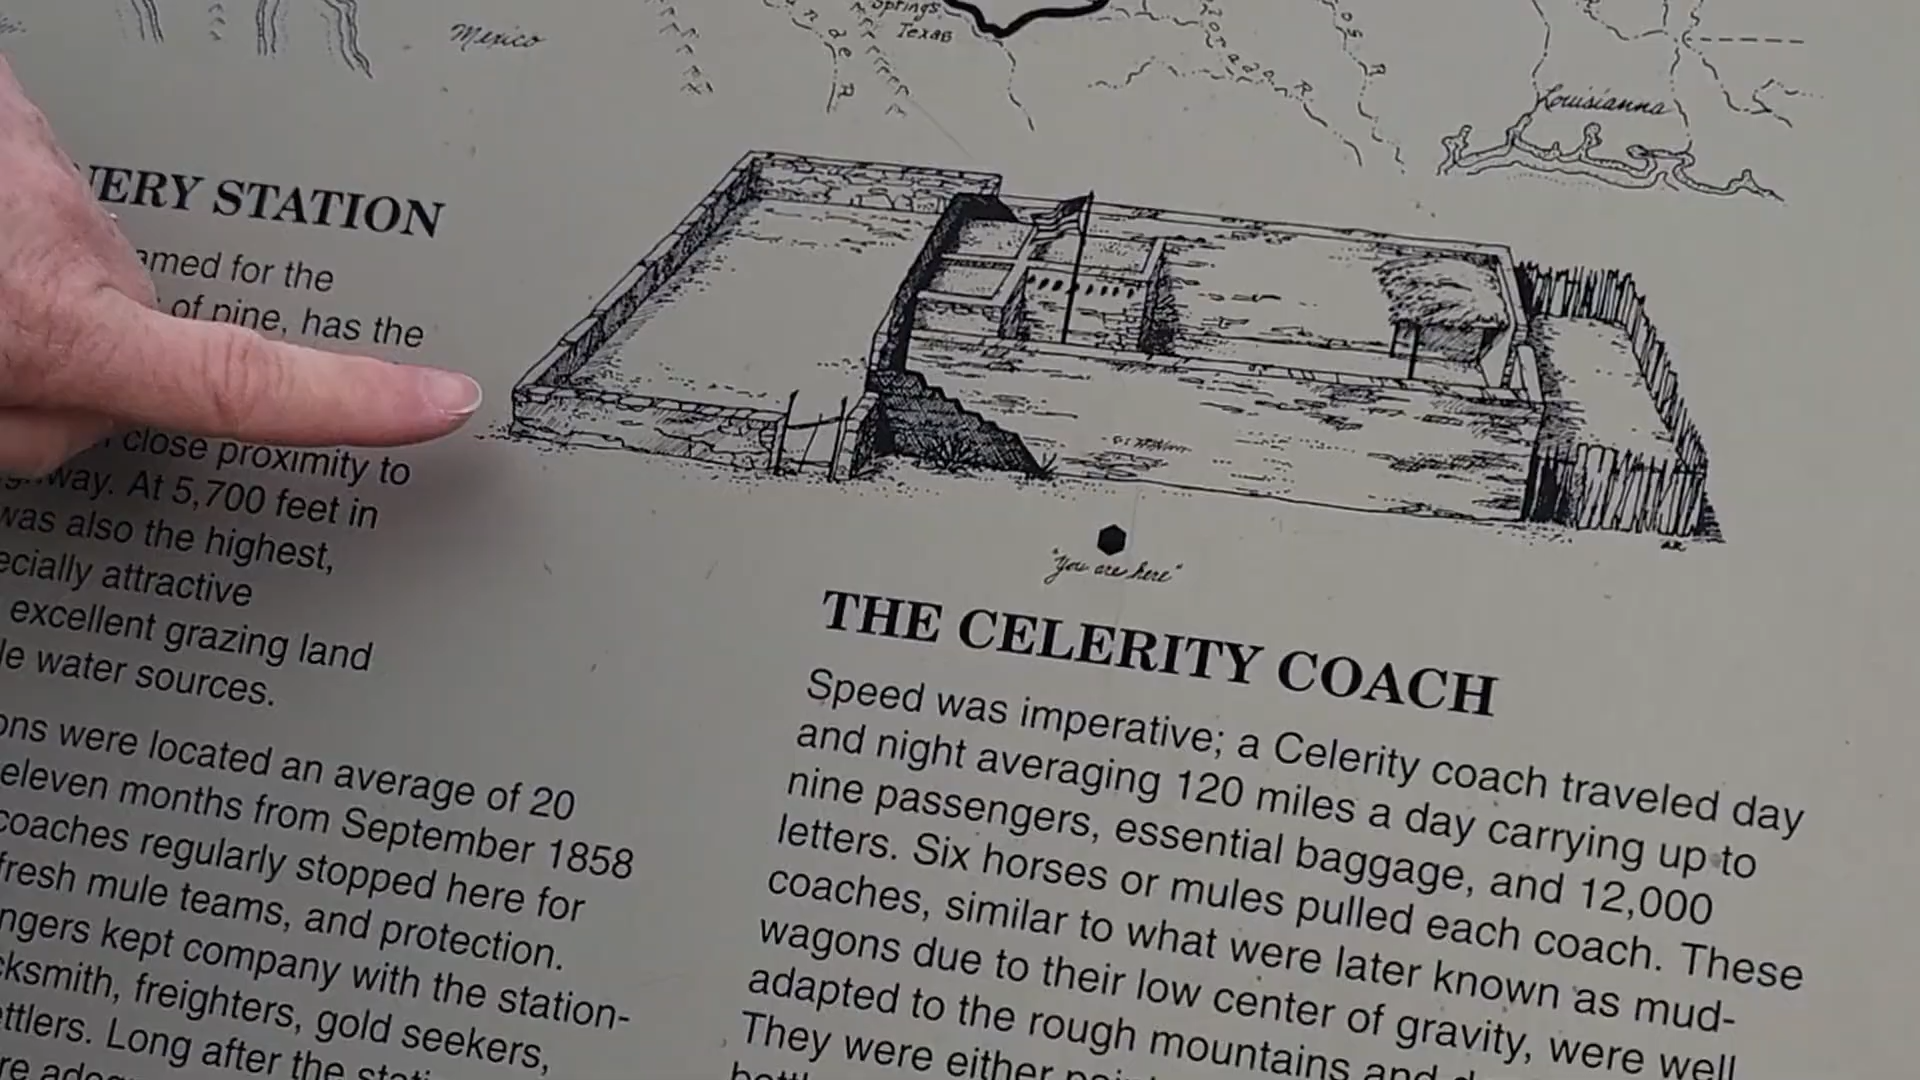 Springs,
Texas
Mexico
Louisianna
ERY STATION
amed for the
of pine, has the
close proximity to
way. At 5,700 feet in
was also the highest,
ecially attractive
excellent grazing land
le water sources.
ons were located an average of 20
eleven months from September 1858
coaches regularly stopped here for
fresh mule teams, and protection.
ngers kept company with the station-
cksmith, freighters, gold seekers,
ettlers. Long after the stati
"You are here"
THE CELERITY COACH
Speed was imperative; a Celerity coach traveled day
and night averaging 120 miles a day carrying up to
nine passengers, essential baggage, and 12,000
letters. Six horses or mules pulled each coach. These
coaches, similar to what were later known as mud-
wagons due to their low center of gravity, were well
adapted to the rough mountains and
They were either